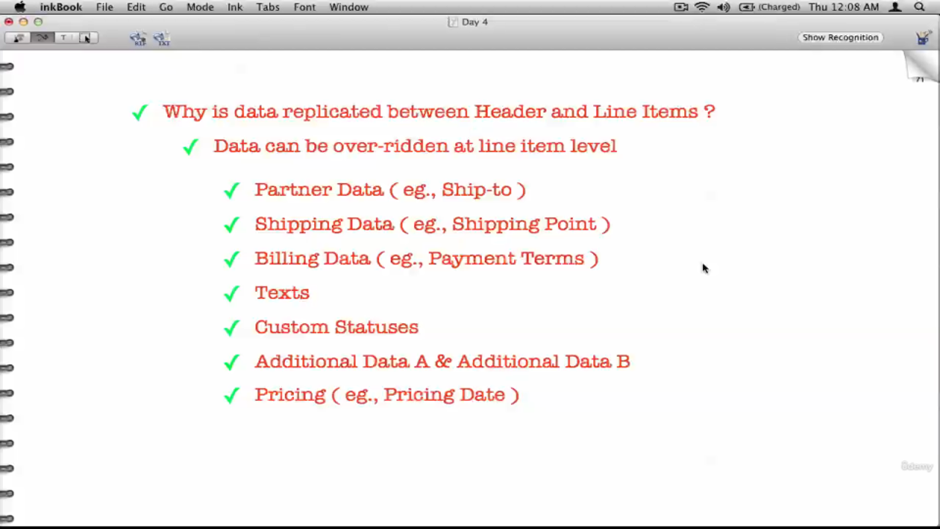 inkBook File Edit Go Mode Ink Tabs Font Window (Charged) Thu 12:08 AM
Day 4
T Show Recognition
71
✓ Why is data replicated between Header and Line Items ?
✓ Data can be over-ridden at line item level
✓ Partner Data ( eg., Ship-to )
✓ Shipping Data ( eg., Shipping Point )
✓ Billing Data ( eg., Payment Terms )
✓ Texts
✓ Custom Statuses
✓ Additional Data A & Additional Data B
✓ Pricing ( eg., Pricing Date )
Udemy